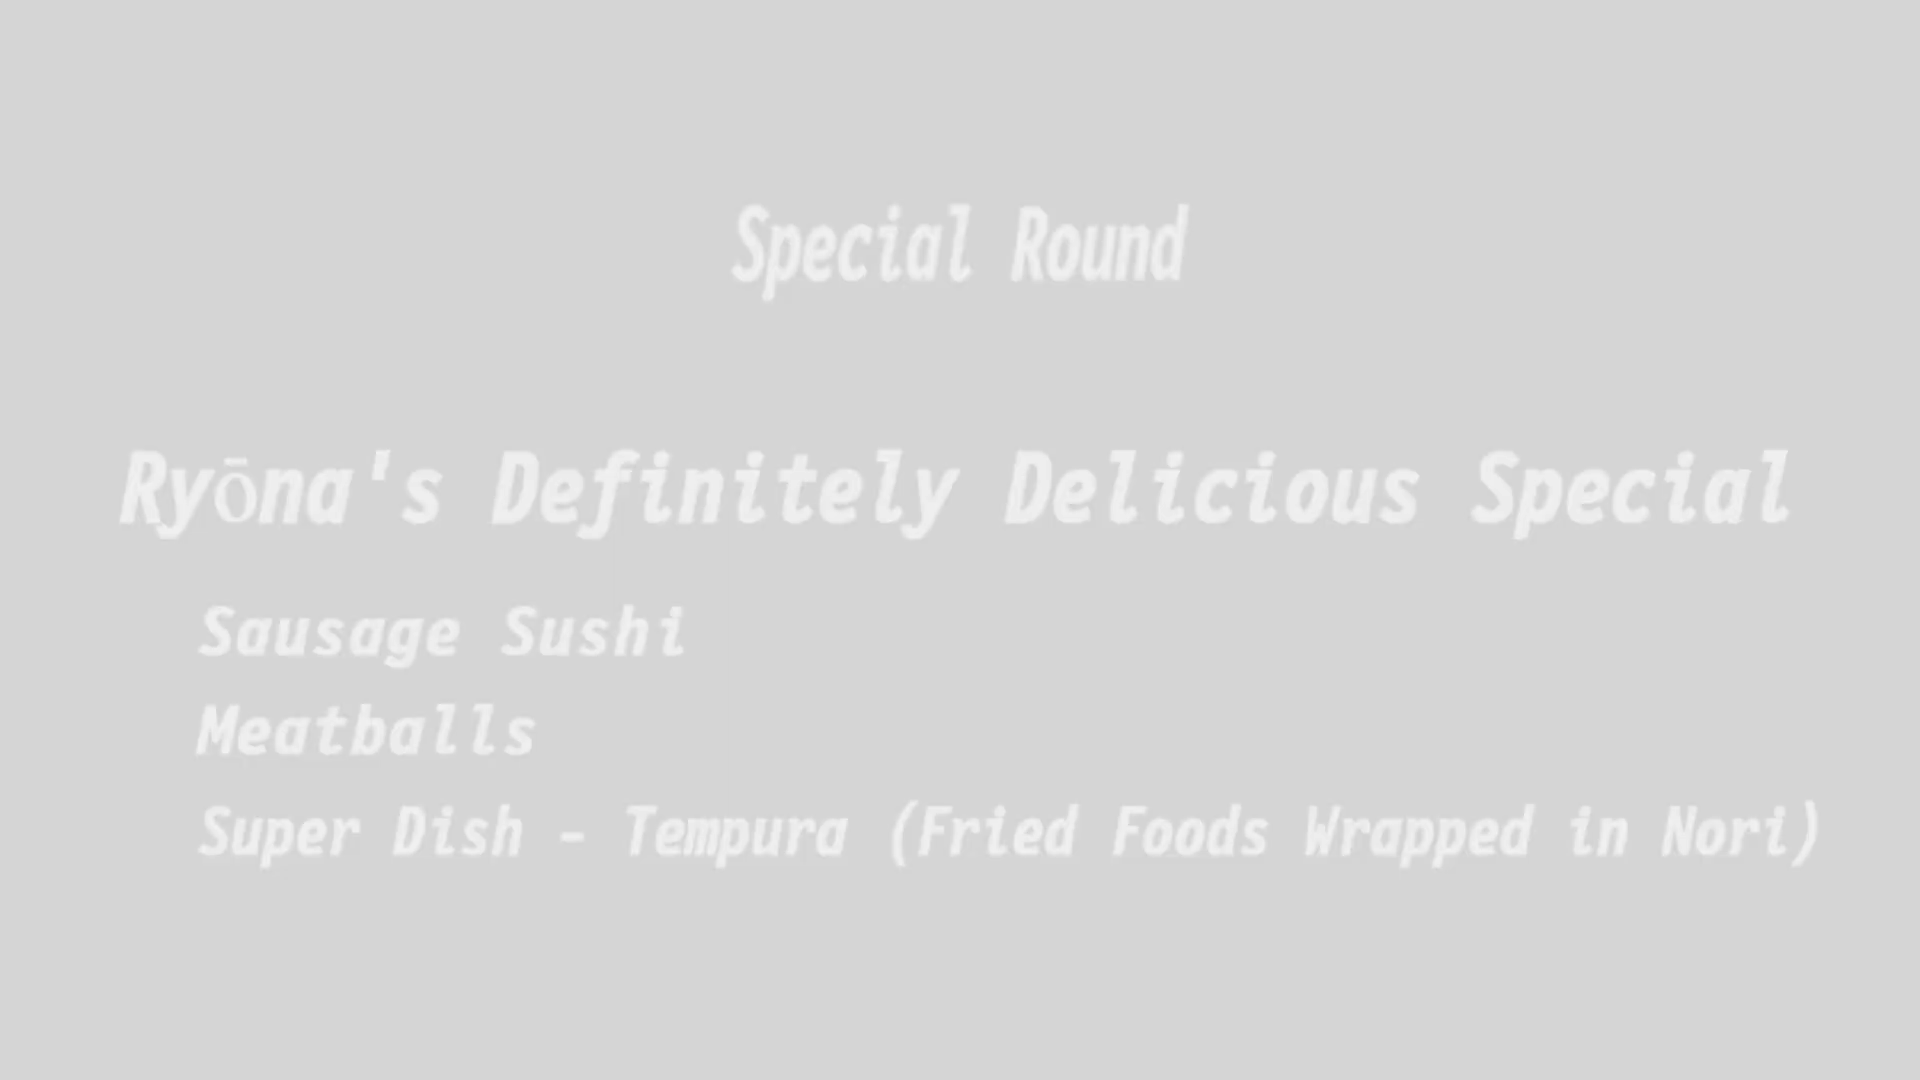 Special Round
Ryōna's Definitely Delicious Special
Sausage Sushi
Meatballs
Super Dish - Tempura (Fried Foods Wrapped in Nori)